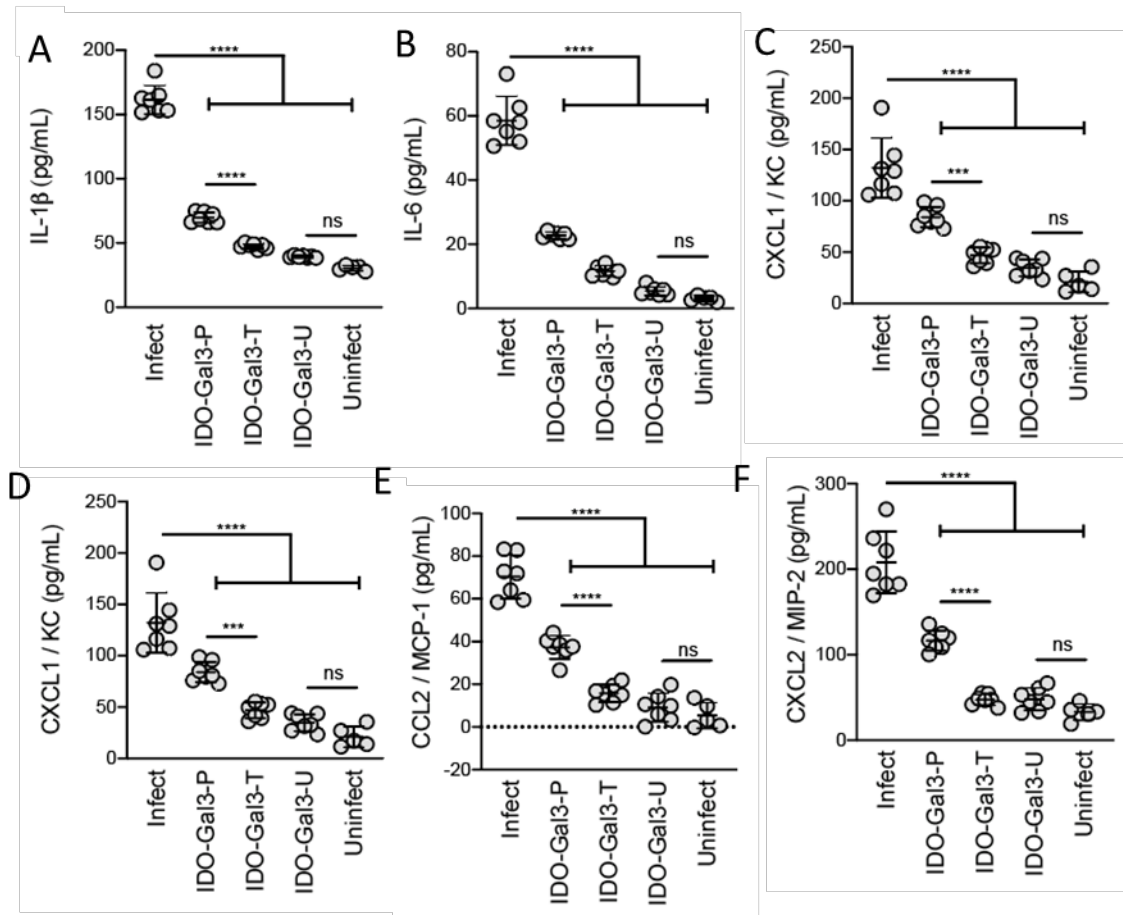 A
IL-1β (pg/mL)
200
150
100
50
0
****
****
ns
Infect
IDO-Gal3-P
IDO-Gal3-T
IDO-Gal3-U
Uninfect
B
IL-6 (pg/mL)
80
60
40
20
0
****
ns
Infect
IDO-Gal3-P
IDO-Gal3-T
IDO-Gal3-U
Uninfect
C
CXCL1 / KC (pg/mL)
250
200
150
100
50
0
****
***
ns
Infect
IDO-Gal3-P
IDO-Gal3-T
IDO-Gal3-U
Uninfect
D
CXCL1 / KC (pg/mL)
250
200
150
100
50
0
****
***
ns
Infect
IDO-Gal3-P
IDO-Gal3-T
IDO-Gal3-U
Uninfect
E
CCL2 / MCP-1 (pg/mL)
100
80
60
40
20
0
-20
****
****
ns
Infect
IDO-Gal3-P
IDO-Gal3-T
IDO-Gal3-U
Uninfect
F
CXCL2 / MIP-2 (pg/mL)
300
200
100
0
****
****
ns
Infect
IDO-Gal3-P
IDO-Gal3-T
IDO-Gal3-U
Uninfect